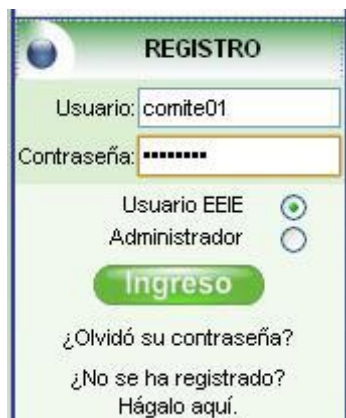 REGISTRO
Usuario: comite01
Contraseña: ••••••••
Usuario EEIE
Administrador
Ingreso
¿Olvidó su contraseña?
¿No se ha registrado?
Hágalo aquí.